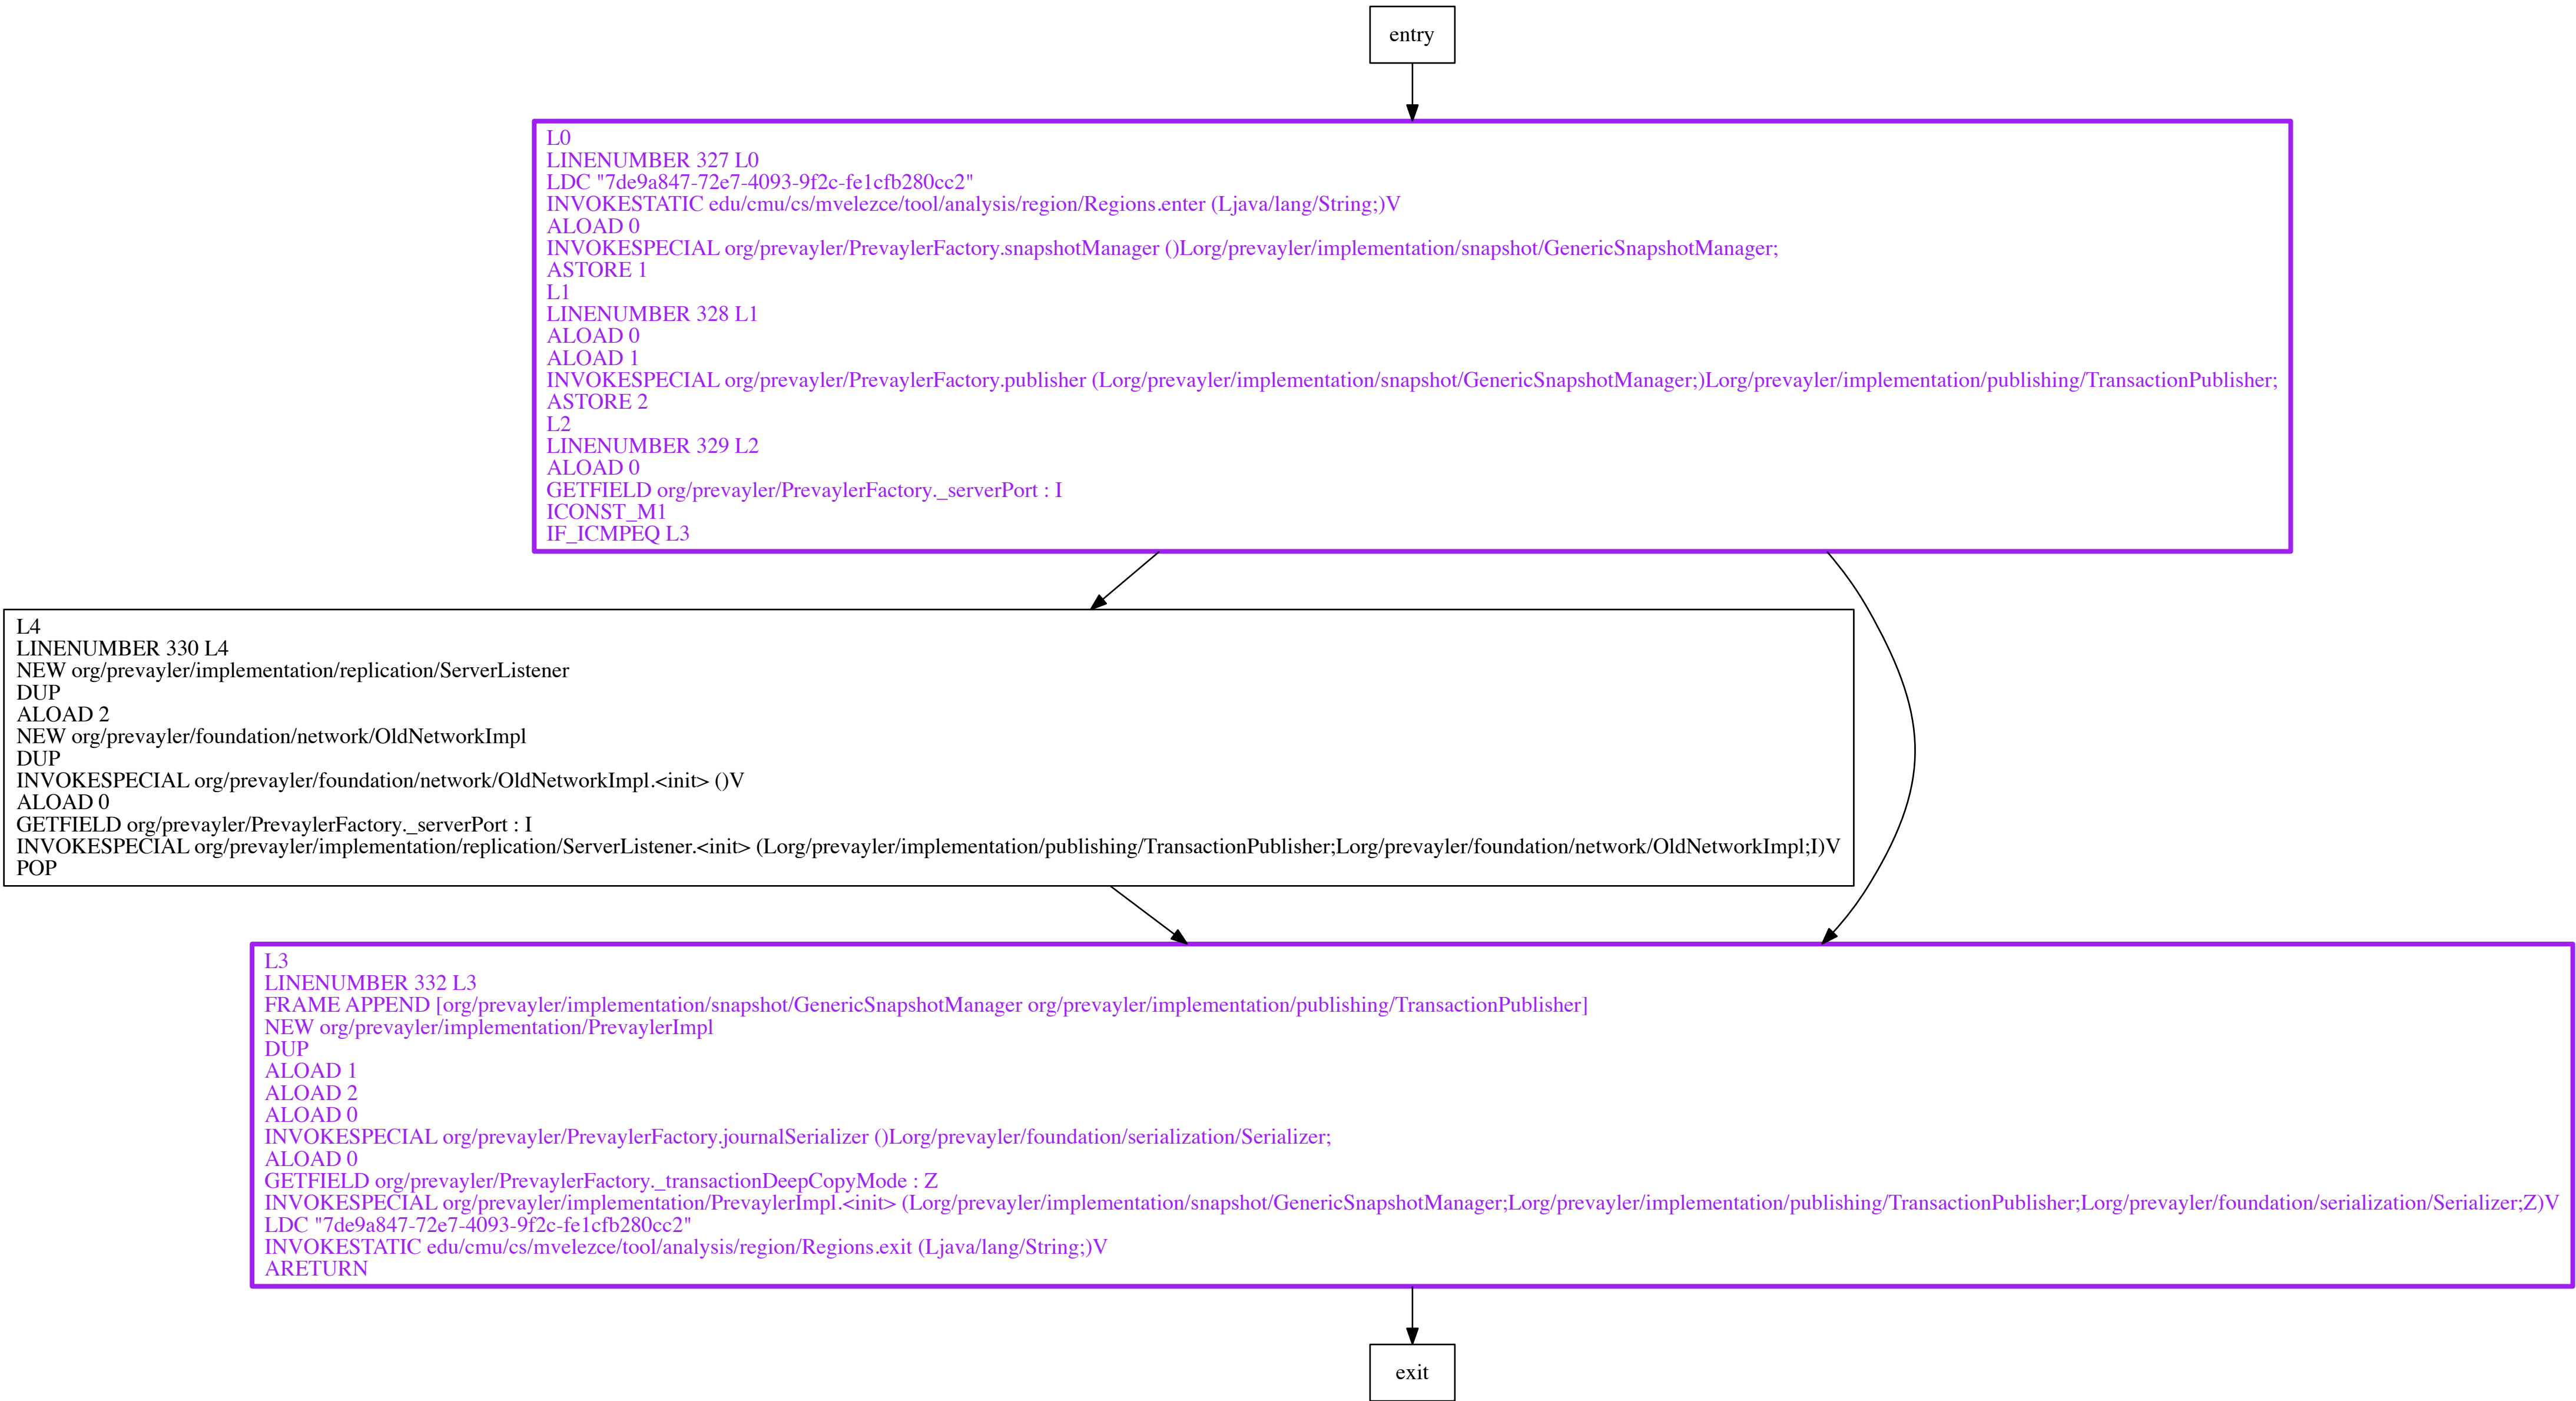 entry
L0
LINENUMBER 327 L0
LDC "7de9a847-72e7-4093-9f2c-fe1cfb280cc2"
INVOKESTATIC edu/cmu/cs/mvelezce/tool/analysis/region/Regions.enter (Ljava/lang/String;)V
ALOAD 0
INVOKESPECIAL org/prevayler/PrevaylerFactory.snapshotManager ()Lorg/prevayler/implementation/snapshot/GenericSnapshotManager;
ASTORE 1
L1
LINENUMBER 328 L1
ALOAD 0
ALOAD 1
INVOKESPECIAL org/prevayler/PrevaylerFactory.publisher (Lorg/prevayler/implementation/snapshot/GenericSnapshotManager;)Lorg/prevayler/implementation/publishing/TransactionPublisher;
ASTORE 2
L2
LINENUMBER 329 L2
ALOAD 0
GETFIELD org/prevayler/PrevaylerFactory._serverPort : I
ICONST_M1
IF_ICMPEQ L3
L4
LINENUMBER 330 L4
NEW org/prevayler/implementation/replication/ServerListener
DUP
ALOAD 2
NEW org/prevayler/foundation/network/OldNetworkImpl
DUP
INVOKESPECIAL org/prevayler/foundation/network/OldNetworkImpl.<init> ()V
ALOAD 0
GETFIELD org/prevayler/PrevaylerFactory._serverPort : I
INVOKESPECIAL org/prevayler/implementation/replication/ServerListener.<init> (Lorg/prevayler/implementation/publishing/TransactionPublisher;Lorg/prevayler/foundation/network/OldNetworkImpl;I)V
POP
L3
LINENUMBER 332 L3
FRAME APPEND [org/prevayler/implementation/snapshot/GenericSnapshotManager org/prevayler/implementation/publishing/TransactionPublisher]
NEW org/prevayler/implementation/PrevaylerImpl
DUP
ALOAD 1
ALOAD 2
ALOAD 0
INVOKESPECIAL org/prevayler/PrevaylerFactory.journalSerializer ()Lorg/prevayler/foundation/serialization/Serializer;
ALOAD 0
GETFIELD org/prevayler/PrevaylerFactory._transactionDeepCopyMode : Z
INVOKESPECIAL org/prevayler/implementation/PrevaylerImpl.<init> (Lorg/prevayler/implementation/snapshot/GenericSnapshotManager;Lorg/prevayler/implementation/publishing/TransactionPublisher;Lorg/prevayler/foundation/serialization/Serializer;Z)V
LDC "7de9a847-72e7-4093-9f2c-fe1cfb280cc2"
INVOKESTATIC edu/cmu/cs/mvelezce/tool/analysis/region/Regions.exit (Ljava/lang/String;)V
ARETURN
exit